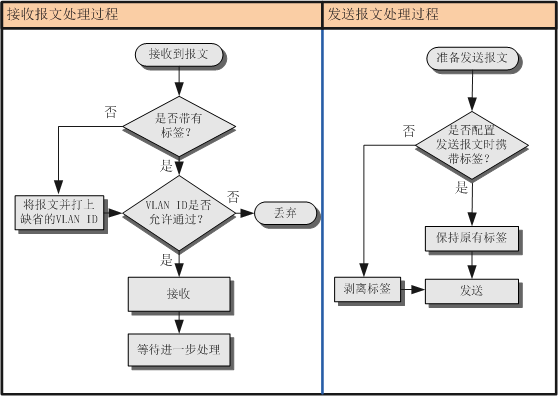 接收报文处理过程
接收到报文
是否带有
标签?
否
是
将报文并打上
缺省的VLAN ID
VLAN ID是否
允许通过?
否
丢弃
是
接收
等待进一步处理
发送报文处理过程
准备发送报文
是否配置
发送报文时携
带标签?
否
是
保持原有标签
剥离标签
发送